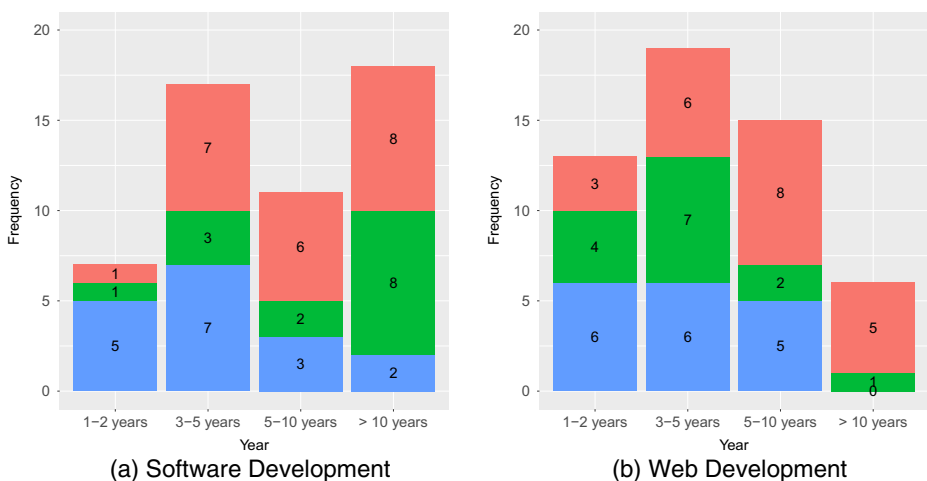 20
15
10
5
0
Frequency
1
1
5
7
3
7
6
2
3
8
8
2
1−2 years
3−5 years
5−10 years
> 10 years
Year
(a) Software Development
20
15
10
5
0
Frequency
3
4
6
6
7
6
8
2
5
5
1
0
1−2 years
3−5 years
5−10 years
> 10 years
Year
(b) Web Development